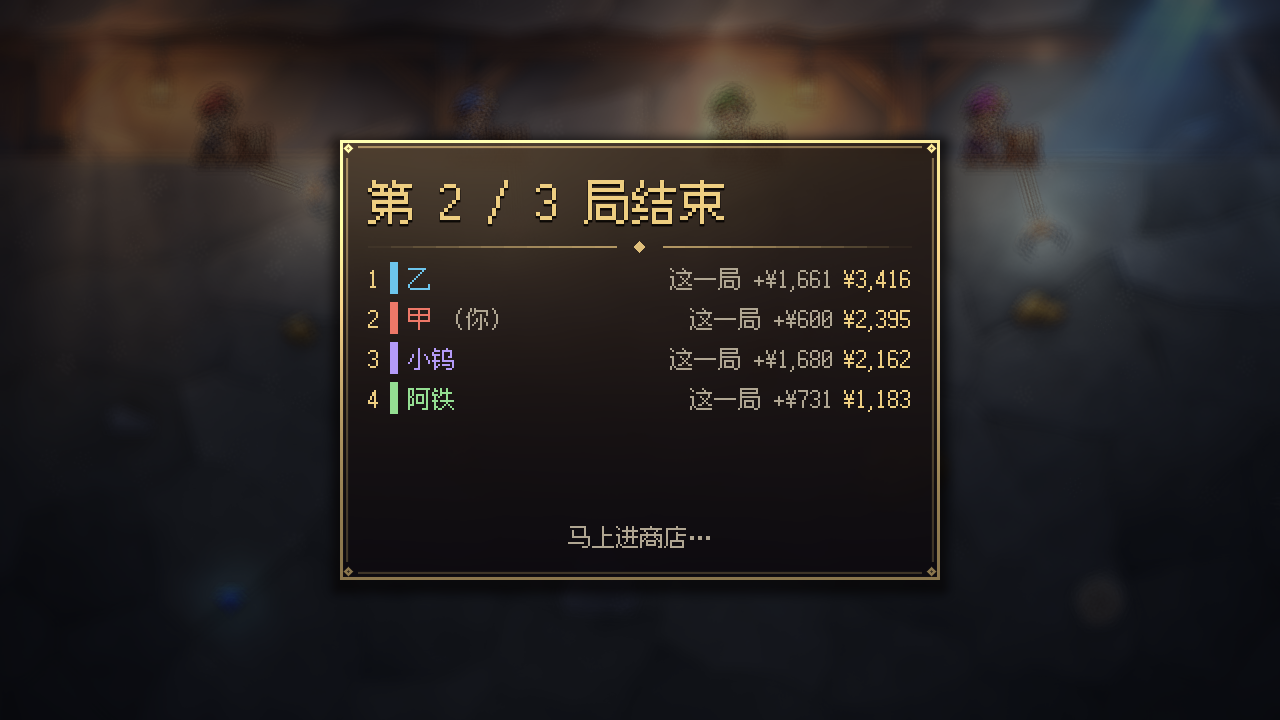 第 2 / 3 局结束
1 乙 这一局 +¥1,661 ¥3,416
2 甲 （你） 这一局 +¥600 ¥2,395
3 小钨 这一局 +¥1,680 ¥2,162
4 阿铁 这一局 +¥731 ¥1,183
马上进商店…